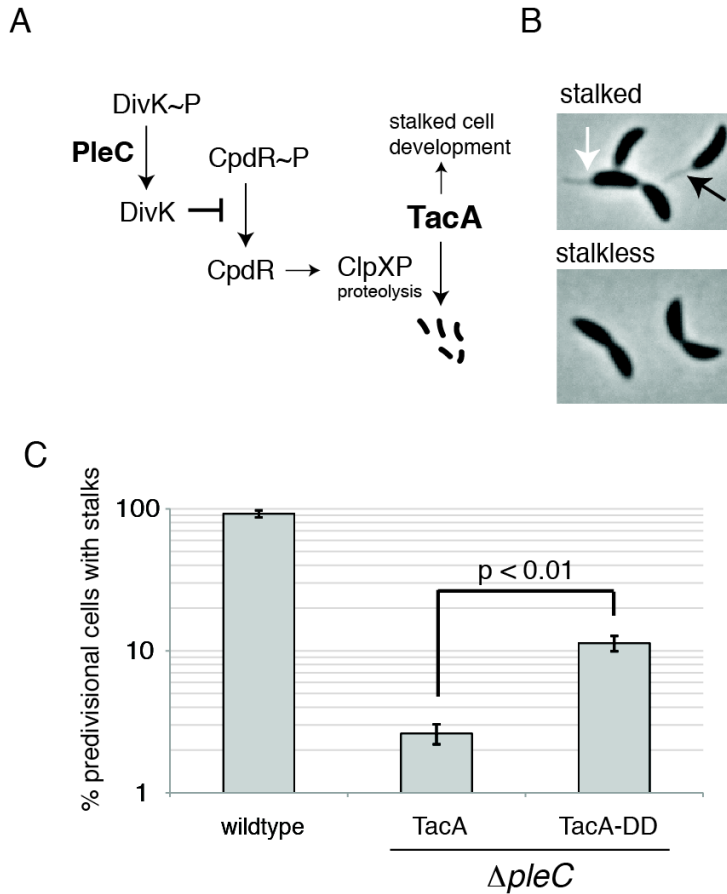 A
DivK~P
PleC
DivK
CpdR~P
CpdR
ClpXP
proteolysis
stalked cell
development
TacA
B
stalked
stalkless
C
% predivisional cells with stalks
100
10
1
p < 0.01
wildtype
TacA
TacA-DD
ΔpleC